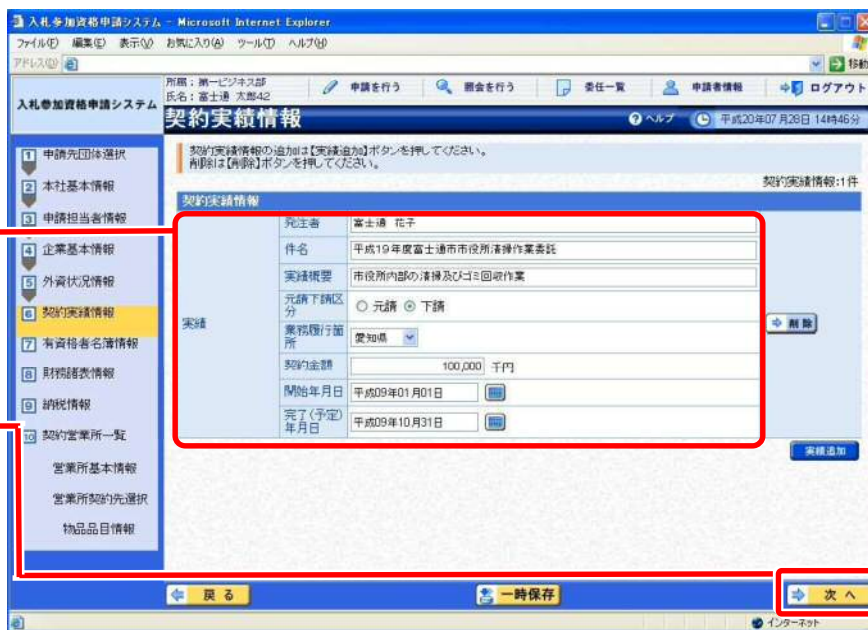 入札参加資格申請システム - Microsoft Internet Explorer
ファイル(F) 編集(E) 表示(V) お気に入り(A) ツール(T) ヘルプ(H)
アドレス(D) 移動
入札参加資格申請システム
所属：第一ビジネス部
氏名：富士通 太郎42
申請を行う 照会を行う 委任一覧 申請者情報 ログアウト
契約実績情報
ヘルプ 平成20年07月28日 14時46分
1 申請先団体選択
2 本社基本情報
3 申請担当者情報
4 企業基本情報
5 外資状況情報
6 契約実績情報
7 有資格者名簿情報
8 財務諸表情報
9 納税情報
10 契約営業所一覧
営業所基本情報
営業所契約先選択
物品品目情報
契約実績情報の追加は【実績追加】ボタンを押してください。
削除は【削除】ボタンを押してください。
契約実績情報:1件
契約実績情報
実績
発注者 富士通 花子
件名 平成19年度富士通市市役所清掃作業委託
実績概要 市役所内部の清掃及びゴミ回収作業
元請下請区分 元請 下請
業務履行箇所 愛知県
契約金額 100,000 千円
開始年月日 平成09年01月01日
完了(予定)年月日 平成09年10月31日
削除
実績追加
戻る 一時保存 次へ
インターネット